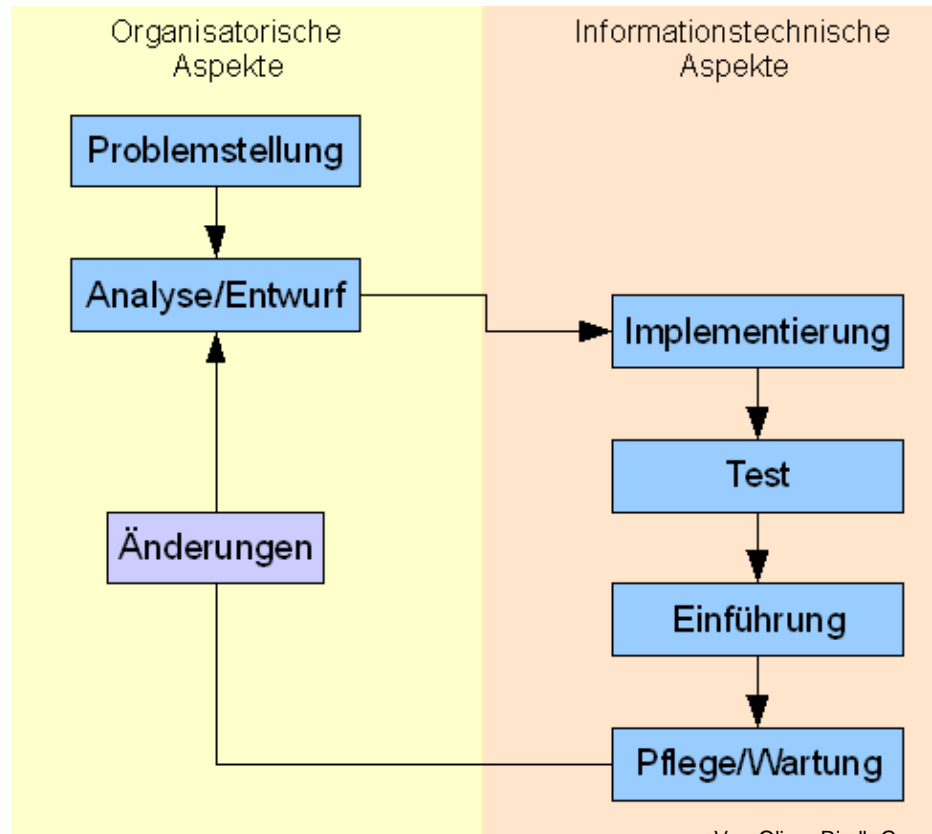 Organisatorische
Aspekte
Informationstechnische
Aspekte
Problemstellung
Analyse/Entwurf
Änderungen
Implementierung
Test
Einführung
Pflege/Wartung